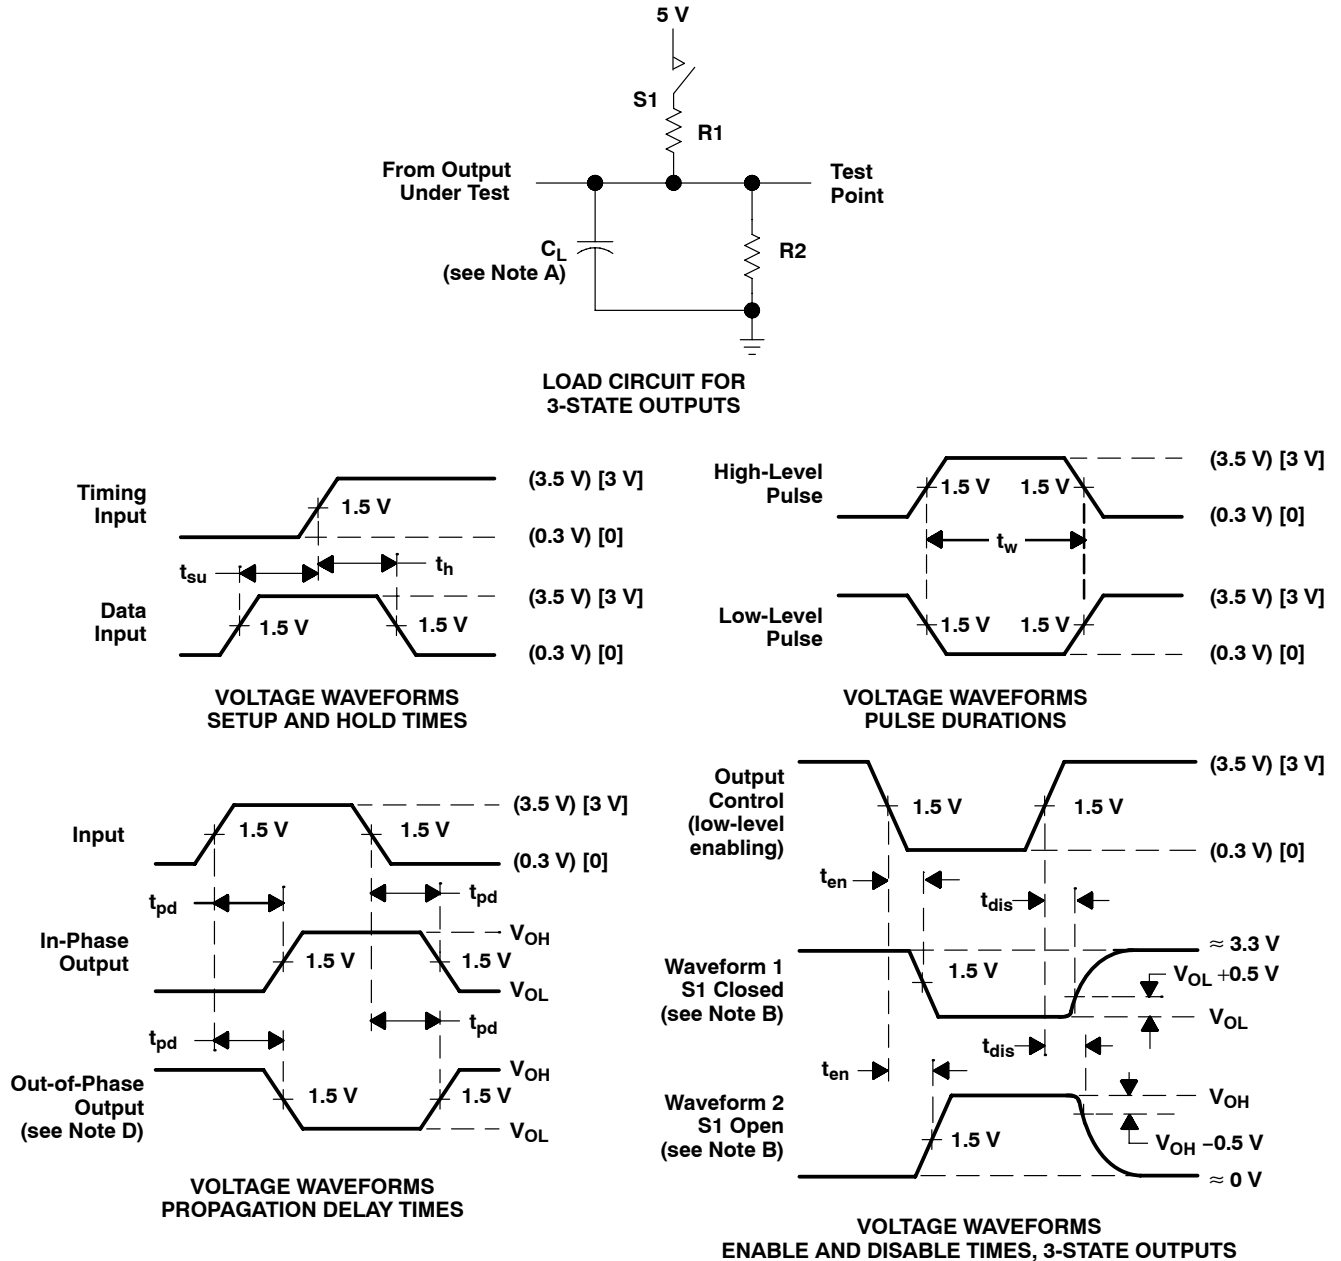 5 V
S1
R1
From Output
Under Test
Test
Point
CL
(see Note A)
R2
LOAD CIRCUIT FOR
3-STATE OUTPUTS
Timing
Input
1.5 V
(3.5 V) [3 V]
(0.3 V) [0]
tsu
th
Data
Input
1.5 V
1.5 V
(3.5 V) [3 V]
(0.3 V) [0]
VOLTAGE WAVEFORMS
SETUP AND HOLD TIMES
High-Level
Pulse
1.5 V
1.5 V
(3.5 V) [3 V]
(0.3 V) [0]
tw
Low-Level
Pulse
1.5 V
1.5 V
(3.5 V) [3 V]
(0.3 V) [0]
VOLTAGE WAVEFORMS
PULSE DURATIONS
Input
1.5 V
1.5 V
(3.5 V) [3 V]
(0.3 V) [0]
tpd
tpd
In-Phase
Output
1.5 V
1.5 V
VOH
VOL
tpd
tpd
Out-of-Phase
Output
(see Note D)
1.5 V
1.5 V
VOH
VOL
VOLTAGE WAVEFORMS
PROPAGATION DELAY TIMES
Output
Control
(low-level
enabling)
1.5 V
1.5 V
(3.5 V) [3 V]
(0.3 V) [0]
ten
tdis
Waveform 1
S1 Closed
(see Note B)
1.5 V
≈ 3.3 V
VOL +0.5 V
VOL
tdis
ten
Waveform 2
S1 Open
(see Note B)
1.5 V
VOH
VOH −0.5 V
≈ 0 V
VOLTAGE WAVEFORMS
ENABLE AND DISABLE TIMES, 3-STATE OUTPUTS